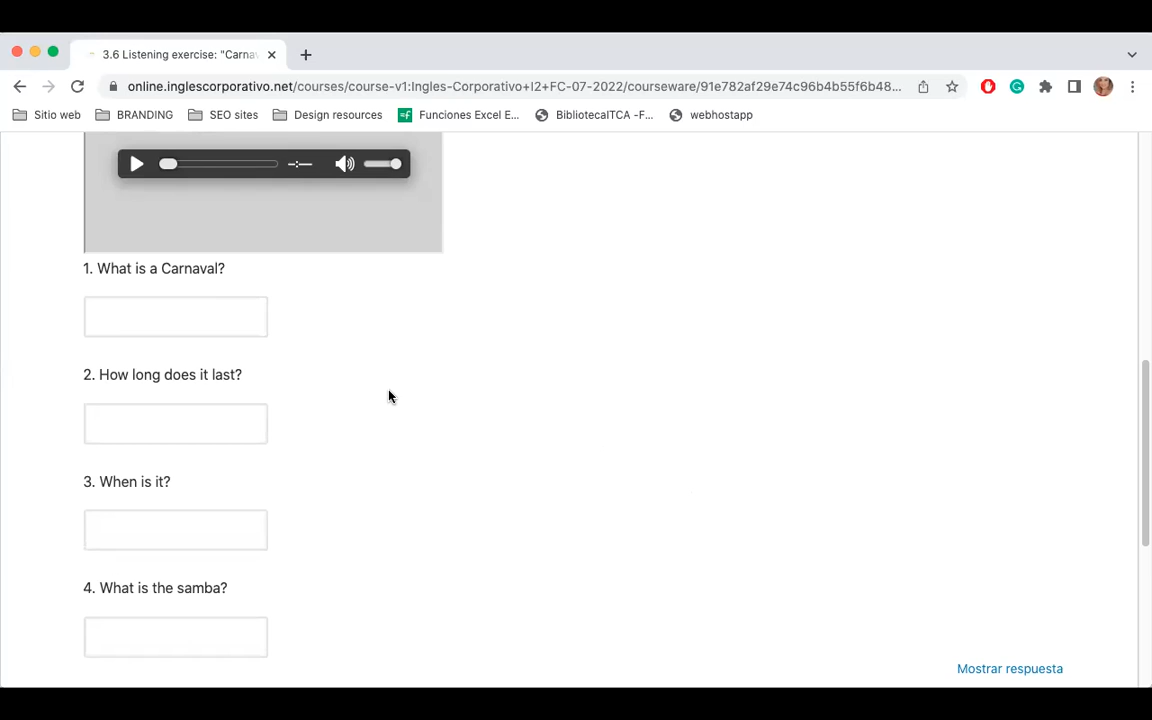 3.6 Listening exercise: "Carna
online.inglescorporativo.net/courses/course-v1:Ingles-Corporativo+I2+FC-07-2022/courseware/91e782af29e74c96b4b55f6b48...
Sitio web BRANDING SEO sites Design resources Funciones Excel E... BibliotecaITCA -F... webhostapp
1. What is a Carnaval?
2. How long does it last?
3. When is it?
4. What is the samba?
Mostrar respuesta